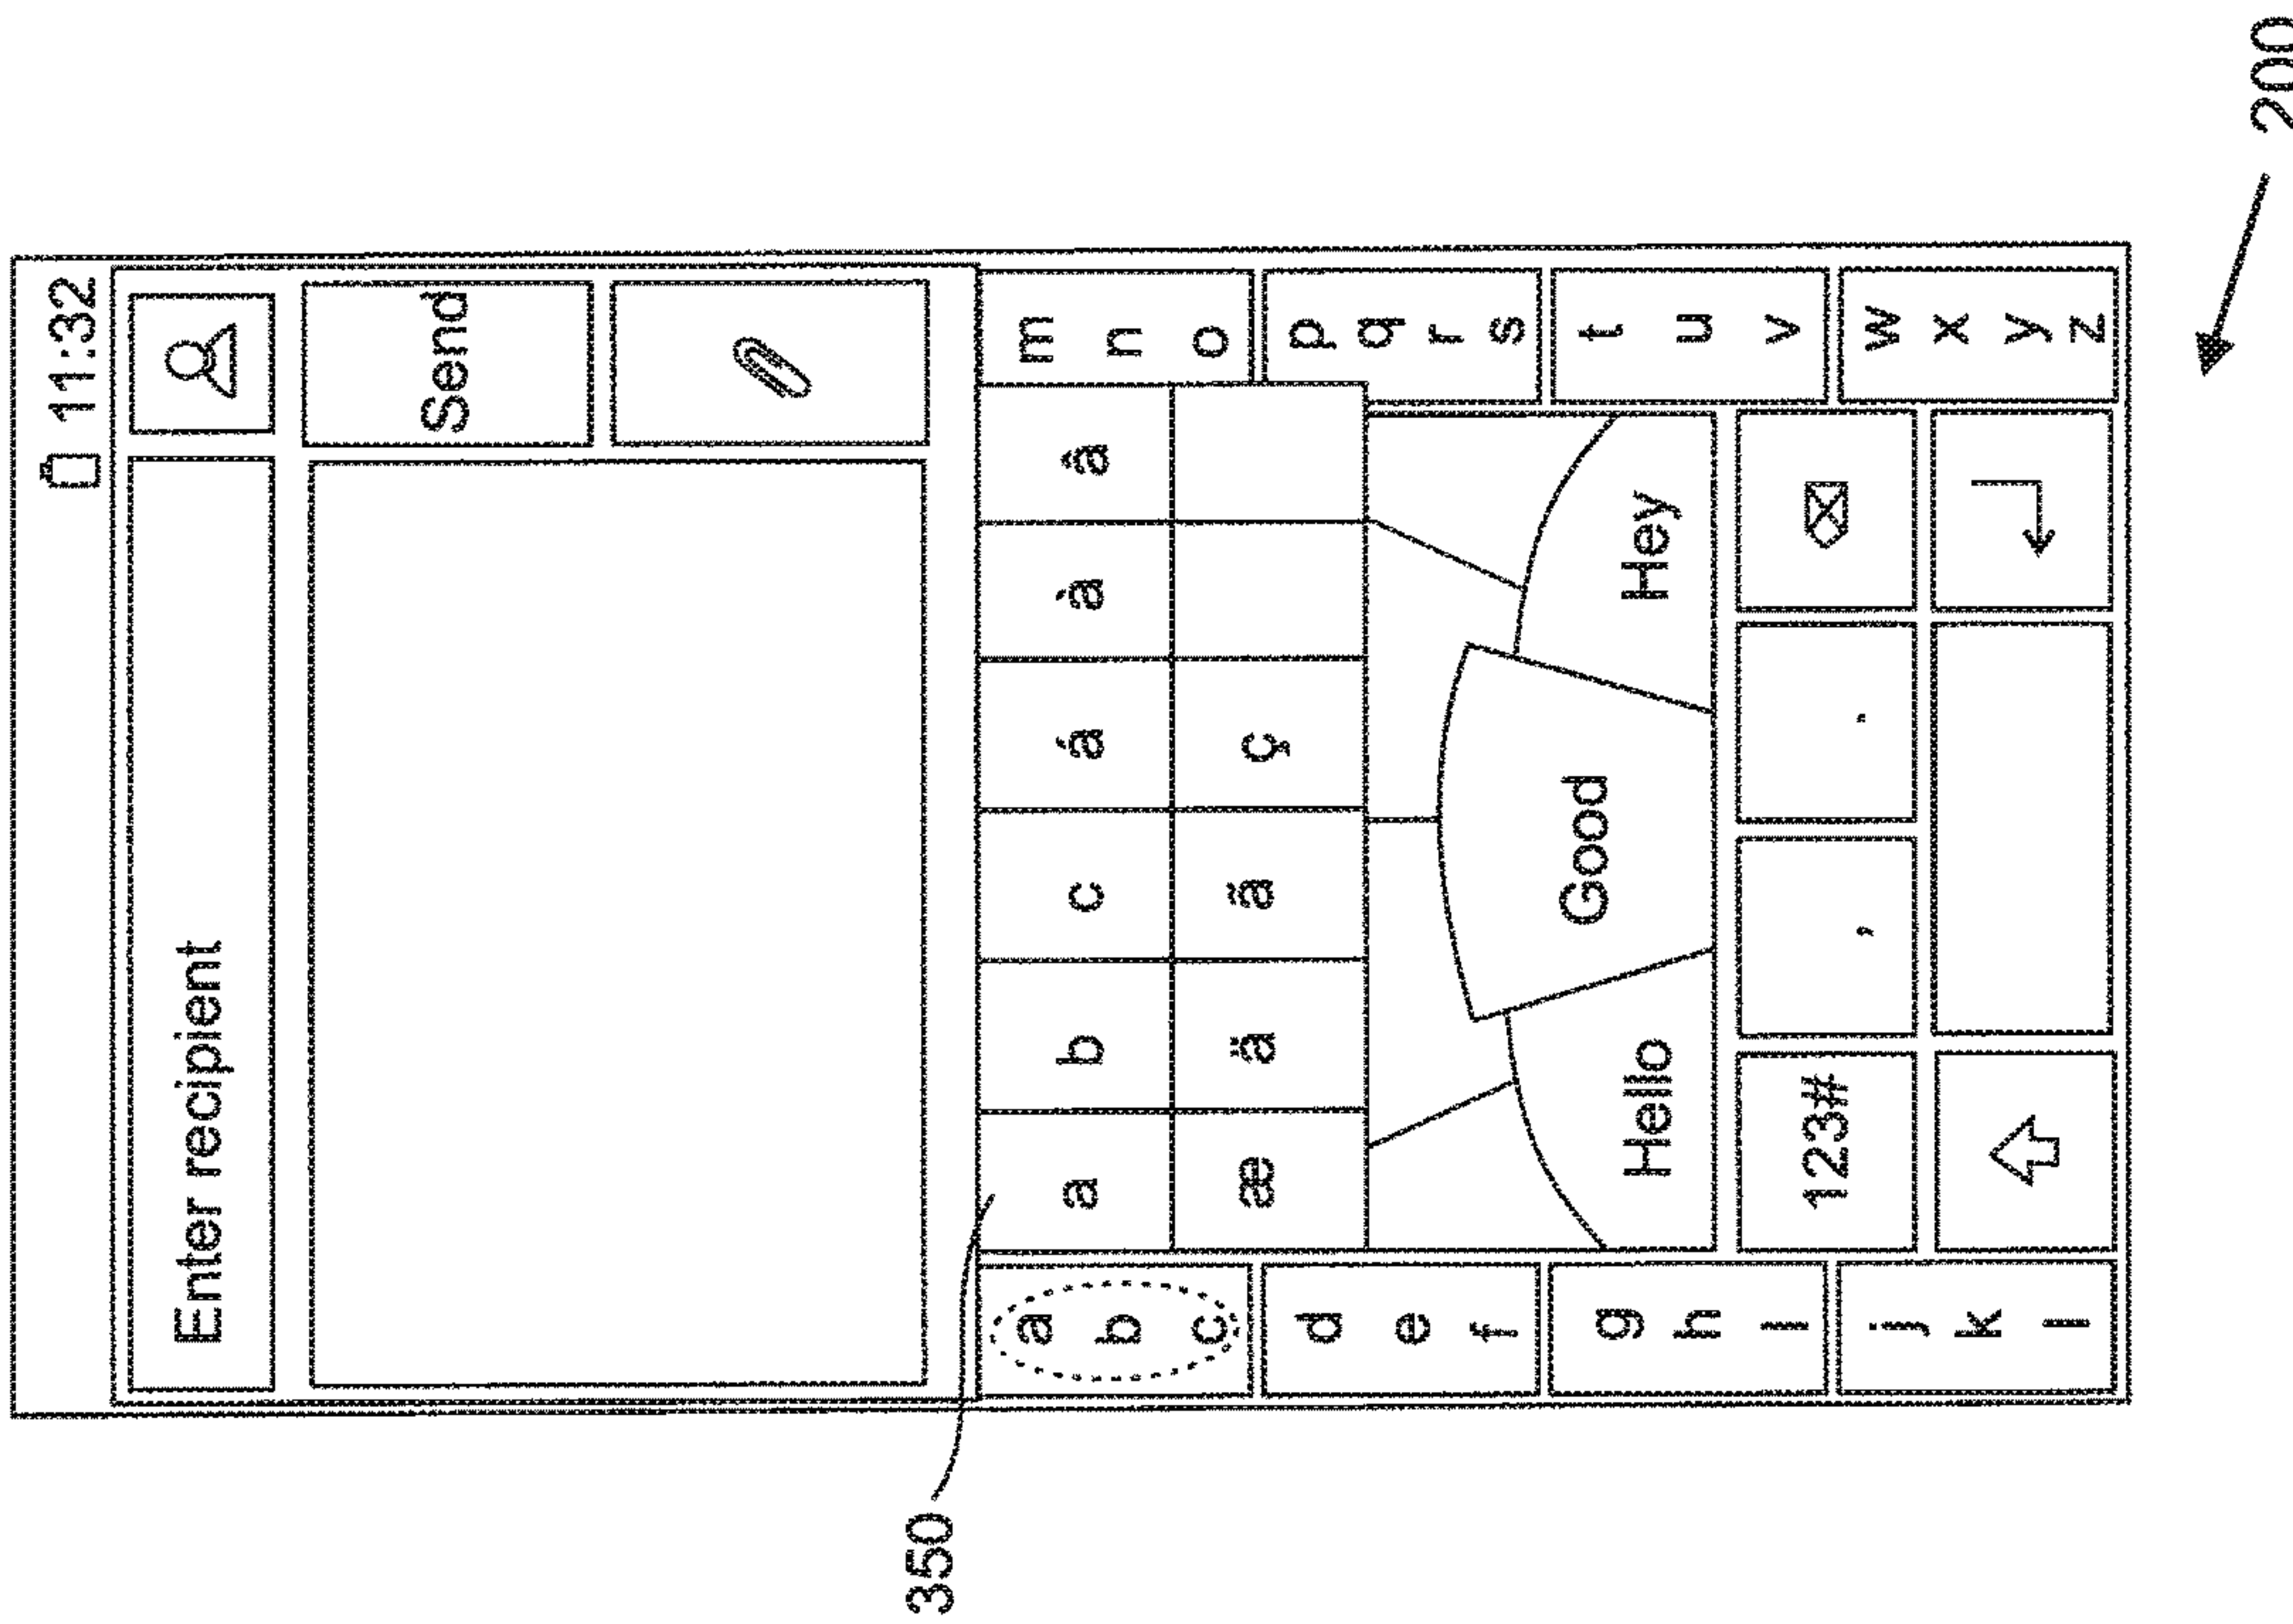 11:32
Enter recipient
Send
350
a b c
a b c á à â
m n o
æ ä ã ç
d e f
p q r s
Hello Good Hey
g h l
t u v
123# , .
j k l
w x y z
200